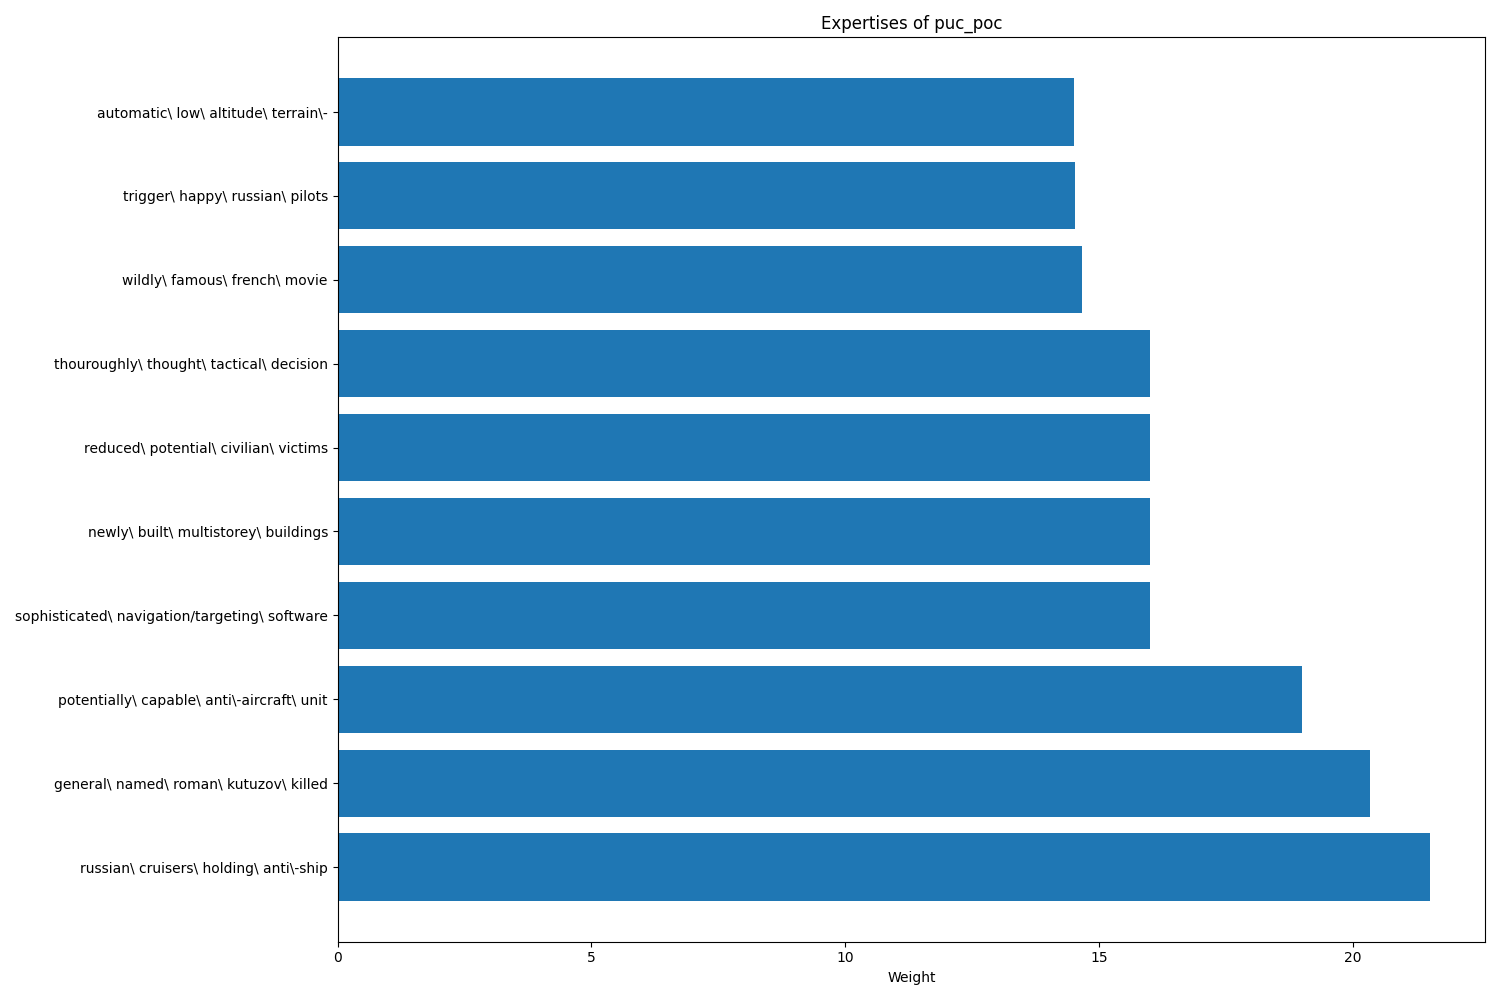 Expertises of puc_poc
automatic\ low\ altitude\ terrain\-
trigger\ happy\ russian\ pilots
wildly\ famous\ french\ movie
thouroughly\ thought\ tactical\ decision
reduced\ potential\ civilian\ victims
newly\ built\ multistorey\ buildings
sophisticated\ navigation/targeting\ software
potentially\ capable\ anti\-aircraft\ unit
general\ named\ roman\ kutuzov\ killed
russian\ cruisers\ holding\ anti\-ship
0 5 10 15 20
Weight